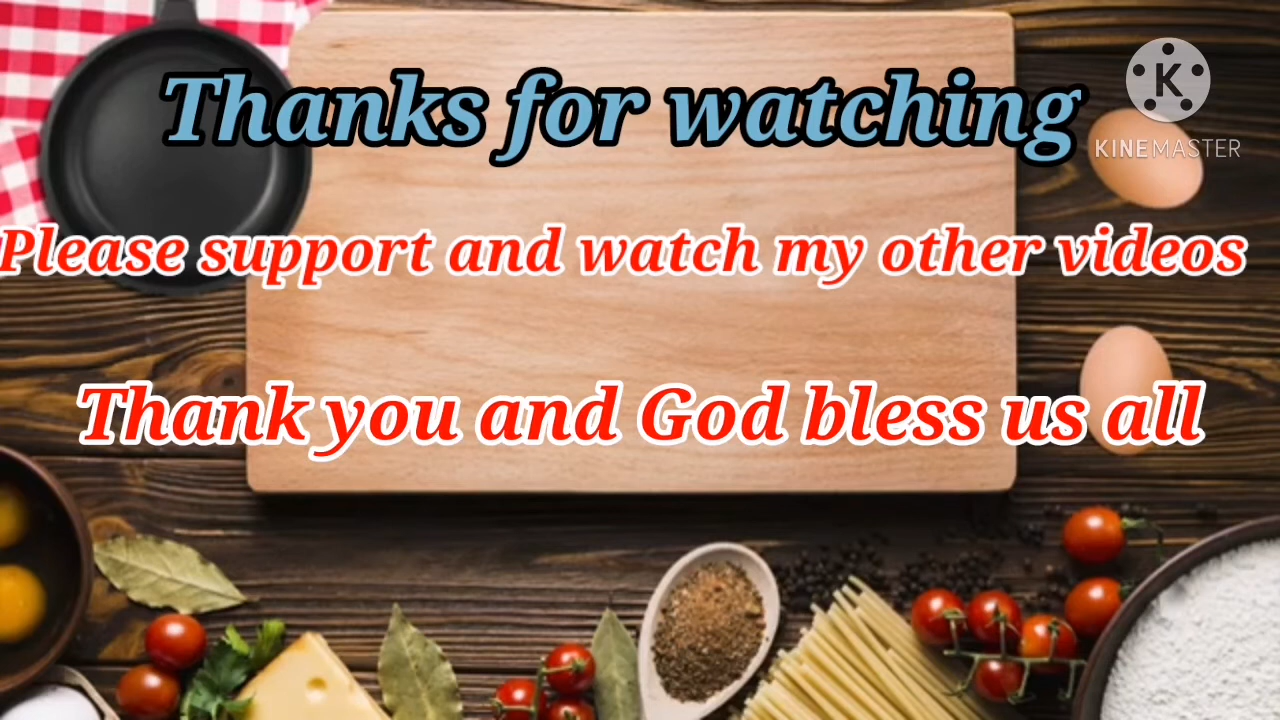 Thanks for watching
K
KINEMASTER
Please support and watch my other videos
Thank you and God bless us all